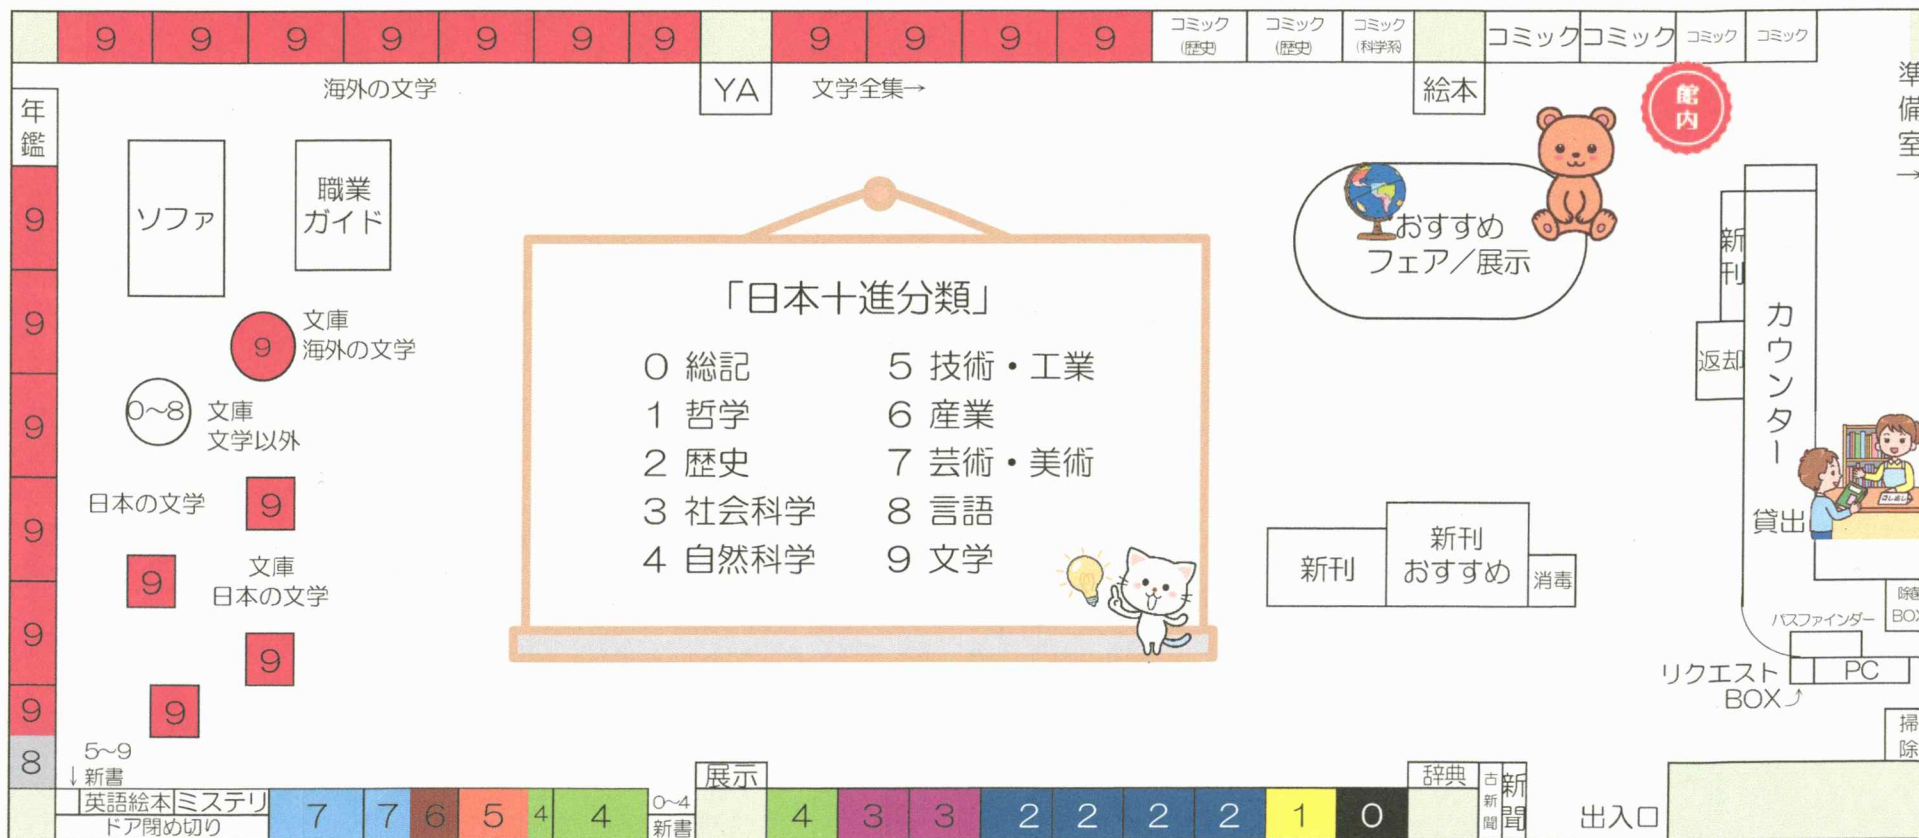 9 9 9 9 9 9 9 9 9 9 9
コミック
(歴史)
コミック
(歴史)
コミック
(科学系)
コミック
コミック
コミック
コミック
海外の文学
YA
文学全集→
絵本
館内
準備室→
年鑑
9
9
9
9
9
9
8
ソファ
職業
ガイド
9
文庫
海外の文学
0~8
文庫
文学以外
日本の文学
9
9
文庫
日本の文学
9
9
「日本十進分類」
0 総記
1 哲学
2 歴史
3 社会科学
4 自然科学
5 技術・工業
6 産業
7 芸術・美術
8 言語
9 文学
おすすめ
フェア/展示
新刊
返却
カウンター
貸出
新刊
新刊
おすすめ
消毒
除菌
BOX
パスファインダー
リクエスト
BOX⤴
PC
掃除
5~9
↓新書
英語絵本
ミステリ
ドア閉め切り
7 7 6 5 4 4
0~4
新書
展示
4 3 3 2 2 2 2 1 0
辞典
古新聞
新聞
出入口